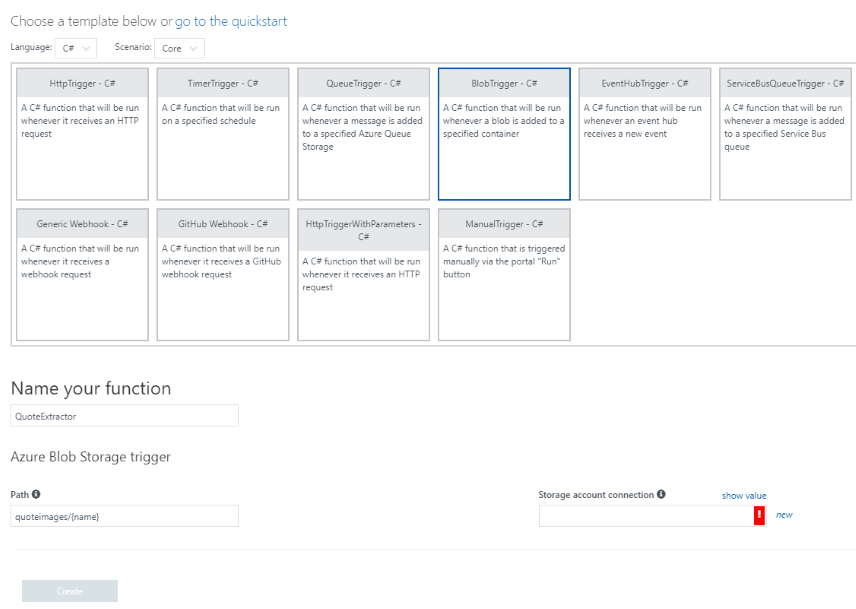 Choose a template below or go to the quickstart
Language: C# Scenario: Core
HttpTrigger - C#
A C# function that will be run
whenever it receives an HTTP
request
TimerTrigger - C#
A C# function that will be run
on a specified schedule
QueueTrigger - C#
A C# function that will be run
whenever a message is added
to a specified Azure Queue
Storage
BlobTrigger - C#
A C# function that will be run
whenever a blob is added to a
specified container
EventHubTrigger - C#
A C# function that will be run
whenever an event hub
receives a new event
ServiceBusQueueTrigger - C#
A C# function that will be run
whenever a message is added
to a specified Service Bus
queue
Generic Webhook - C#
A C# function that will be run
whenever it receives a
webhook request
GitHub Webhook - C#
A C# function that will be run
whenever it receives a GitHub
webhook request
HttpTriggerWithParameters -
C#
A C# function that will be run
whenever it receives an HTTP
request
ManualTrigger - C#
A C# function that is triggered
manually via the portal "Run"
button
Name your function
QuoteExtractor
Azure Blob Storage trigger
Path
quoteimages/{name}
Storage account connection show value
! new
Create